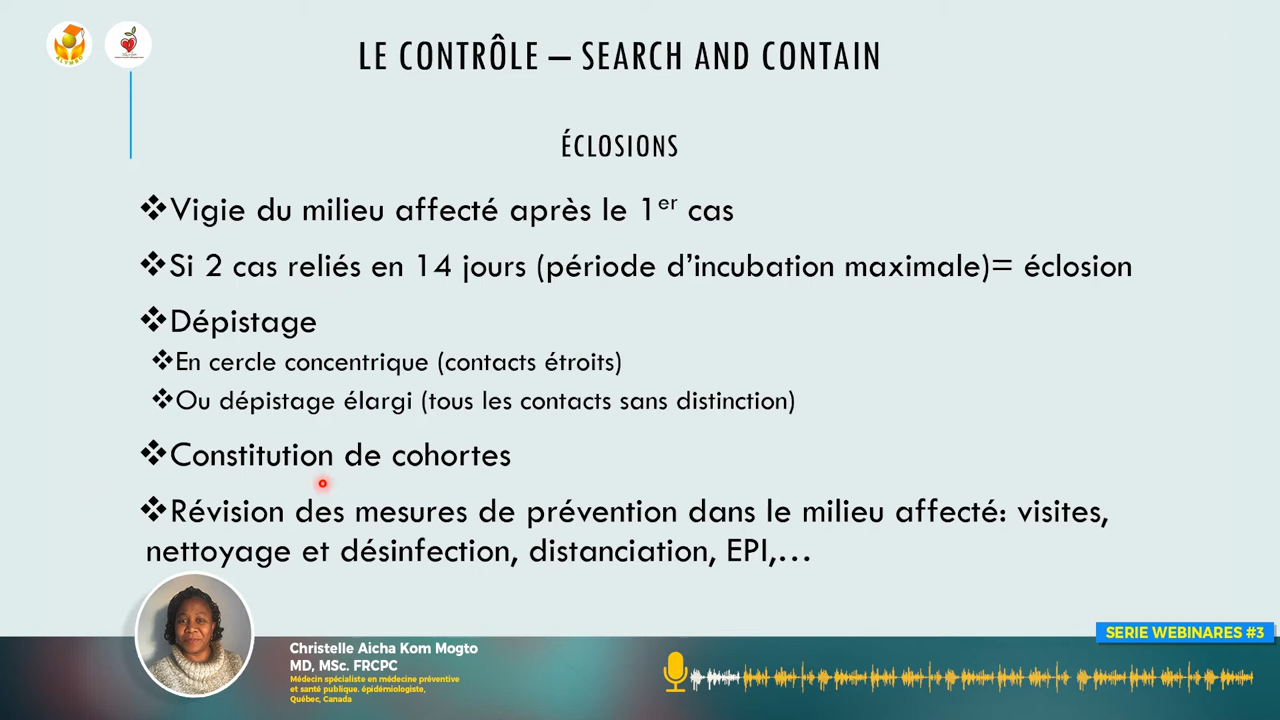 LE CONTRÔLE – SEARCH AND CONTAIN
ÉCLOSIONS
❖Vigie du milieu affecté après le 1er cas
❖Si 2 cas reliés en 14 jours (période d’incubation maximale)= éclosion
❖Dépistage
❖En cercle concentrique (contacts étroits)
❖Ou dépistage élargi (tous les contacts sans distinction)
❖Constitution de cohortes
❖Révision des mesures de prévention dans le milieu affecté: visites,
nettoyage et désinfection, distanciation, EPI,…
SERIE WEBINARES #3
Christelle Aicha Kom Mogto
MD, MSc. FRCPC
Médecin spécialiste en médecine préventive
et santé publique. épidémiologiste,
Québec, Canada